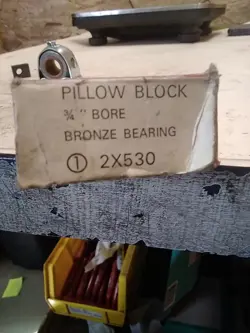 PILLOW BLOCK
¾" BORE
BRONZE BEARING
① 2X530